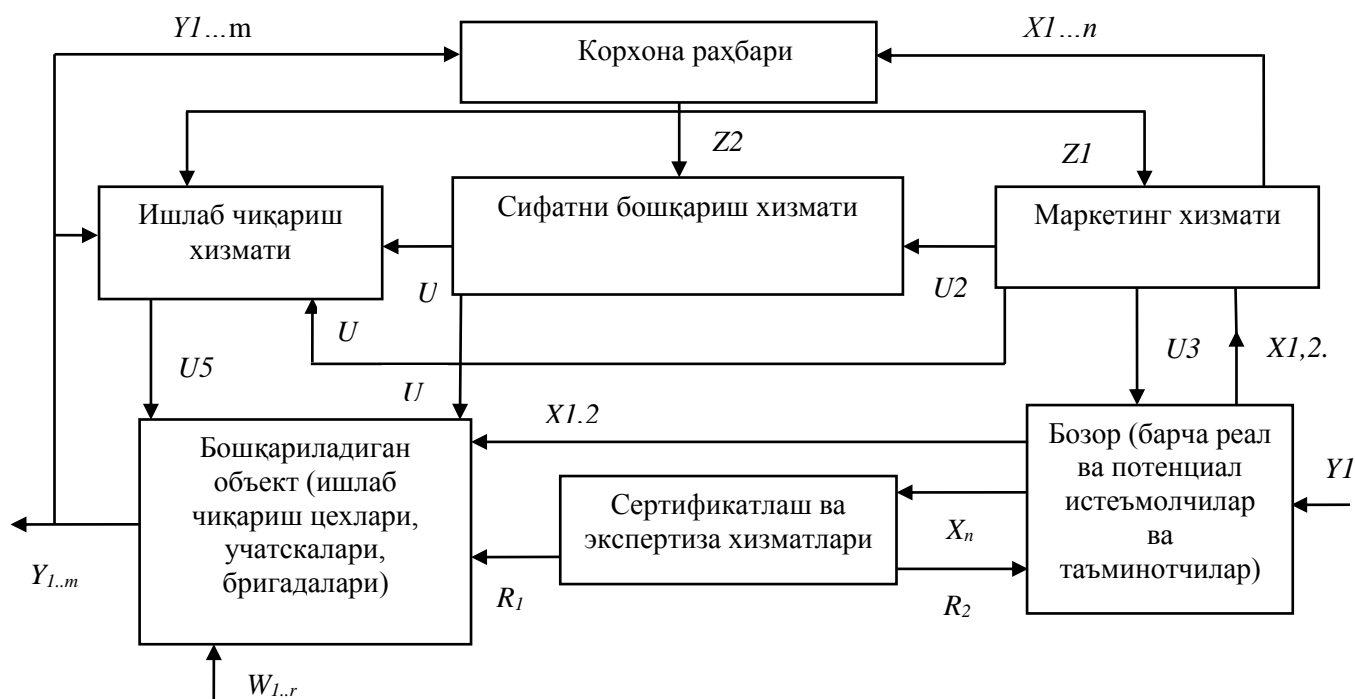 Y1...m
X1...n
Корхона раҳбари
Z2
Z1
Ишлаб чиқариш
хизмати
Сифатни бошқариш хизмати
Маркетинг хизмати
U
U2
U
U3
X1,2.
U5
U
X1,2
Бошқариладиган
объект (ишлаб
чиқариш цехлари,
учатскалари,
бригадалари)
Бозор (барча реал
ва потенциал
истеъмолчилар
ва
таъминотчилар)
Y1
Сертификатлаш ва
экспертиза хизматлари
Xn
R1
R2
Y1..m
W1..r